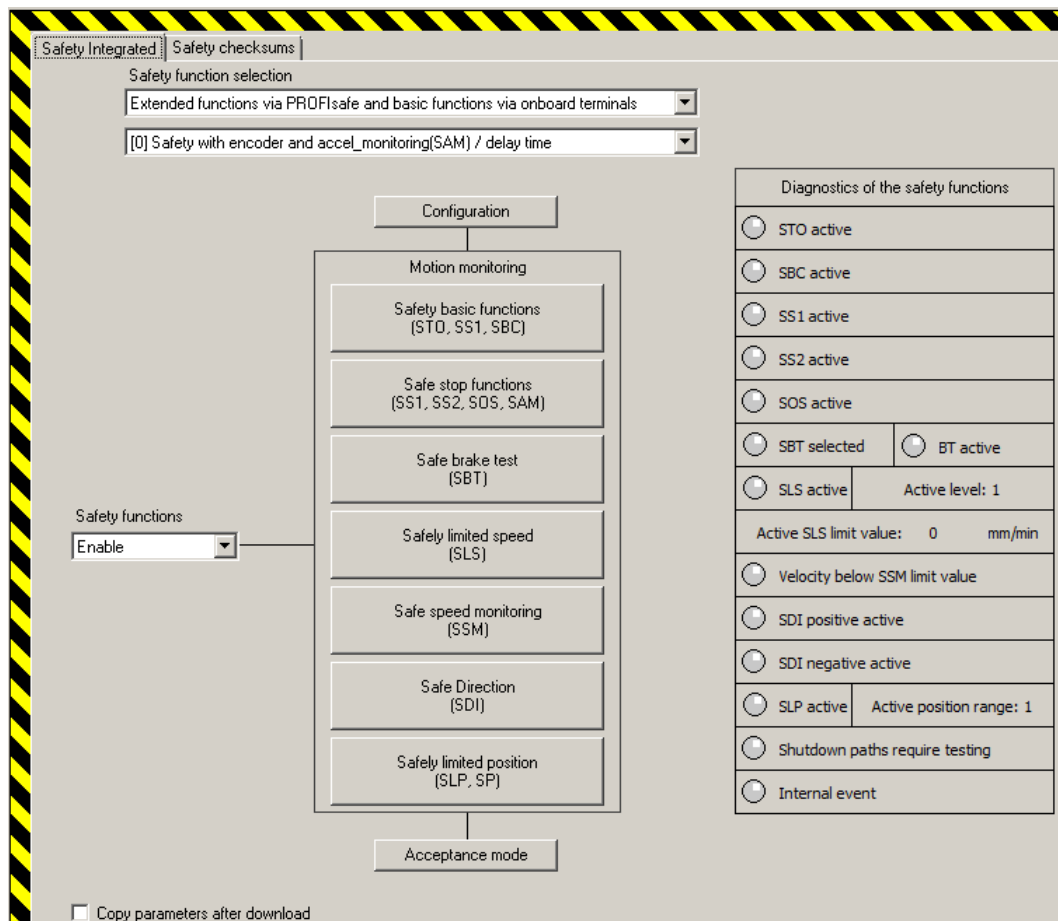 Safety Integrated
Safety checksums
Safety function selection
Extended functions via PROFIsafe and basic functions via onboard terminals
[0] Safety with encoder and accel_monitoring(SAM) / delay time
Configuration
Motion monitoring
Safety basic functions
(STO, SS1, SBC)
Safe stop functions
(SS1, SS2, SOS, SAM)
Safe brake test
(SBT)
Safety functions
Enable
Safely limited speed
(SLS)
Safe speed monitoring
(SSM)
Safe Direction
(SDI)
Safely limited position
(SLP, SP)
Acceptance mode
Copy parameters after download
Diagnostics of the safety functions
STO active
SBC active
SS1 active
SS2 active
SOS active
SBT selected
BT active
SLS active
Active level: 1
Active SLS limit value: 0 mm/min
Velocity below SSM limit value
SDI positive active
SDI negative active
SLP active
Active position range: 1
Shutdown paths require testing
Internal event